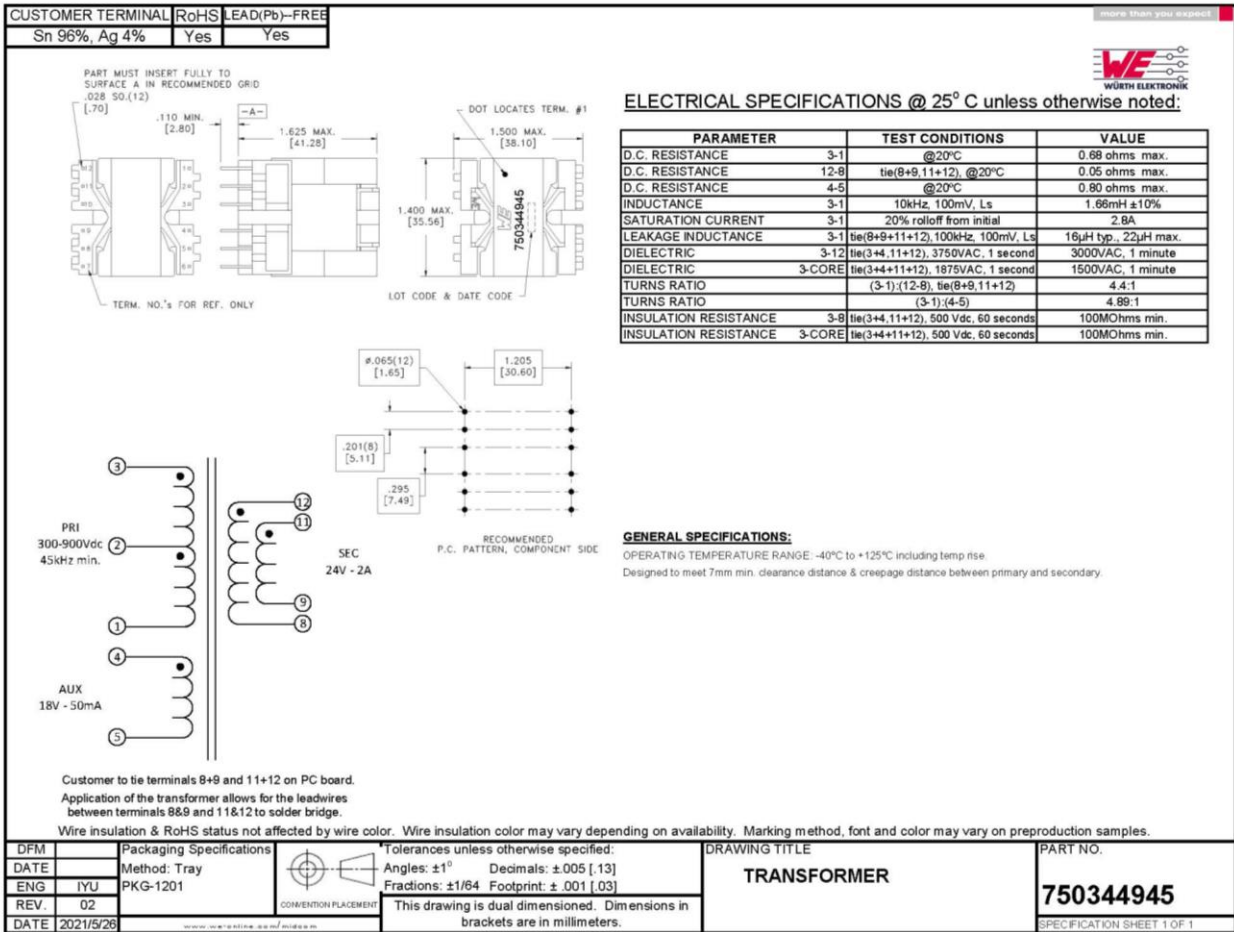 CUSTOMER TERMINAL RoHS LEAD(Pb)-FREE
Sn 96%, Ag 4% Yes Yes
more than you expect
WE
WÜRTH ELEKTRONIK
PART MUST INSERT FULLY TO
SURFACE A IN RECOMMENDED GRID
.028 SQ.(12)
[.70]
.110 MIN.
[2.80]
-A-
1.625 MAX.
[41.28]
DOT LOCATES TERM. #1
1.500 MAX.
[38.10]
1.400 MAX.
[35.56]
12 11 10 9 8 7
1 2 3 4 5 6
WE
750344945
TERM. NO.'s FOR REF. ONLY
LOT CODE & DATE CODE
ELECTRICAL SPECIFICATIONS @ 25° C unless otherwise noted:
PARAMETER TEST CONDITIONS VALUE
D.C. RESISTANCE 3-1 @20°C 0.68 ohms max.
D.C. RESISTANCE 12-8 tie(8+9,11+12), @20°C 0.05 ohms max.
D.C. RESISTANCE 4-5 @20°C 0.80 ohms max.
INDUCTANCE 3-1 10kHz, 100mV, Ls 1.66mH ±10%
SATURATION CURRENT 3-1 20% rolloff from initial 2.8A
LEAKAGE INDUCTANCE 3-1 tie(8+9+11+12),100kHz, 100mV, Ls 16µH typ., 22µH max.
DIELECTRIC 3-12 tie(3+4,11+12), 3750VAC, 1 second 3000VAC, 1 minute
DIELECTRIC 3-CORE tie(3+4+11+12), 1875VAC, 1 second 1500VAC, 1 minute
TURNS RATIO (3-1):(12-8), tie(8+9,11+12) 4.4:1
TURNS RATIO (3-1):(4-5) 4.89:1
INSULATION RESISTANCE 3-8 tie(3+4,11+12), 500 Vdc, 60 seconds 100MOhms min.
INSULATION RESISTANCE 3-CORE tie(3+4+11+12), 500 Vdc, 60 seconds 100MOhms min.
ø.065(12)
[1.65]
1.205
[30.60]
.201(8)
[5.11]
.295
[7.49]
RECOMMENDED
P.C. PATTERN, COMPONENT SIDE
3
2
1
4
5
12
11
9
8
PRI
300-900Vdc
45kHz min.
SEC
24V - 2A
AUX
18V - 50mA
GENERAL SPECIFICATIONS:
OPERATING TEMPERATURE RANGE: -40°C to +125°C including temp rise.
Designed to meet 7mm min. clearance distance & creepage distance between primary and secondary.
Customer to tie terminals 8+9 and 11+12 on PC board.
Application of the transformer allows for the leadwires
between terminals 8&9 and 11&12 to solder bridge.
Wire insulation & RoHS status not affected by wire color. Wire insulation color may vary depending on availability. Marking method, font and color may vary on preproduction samples.
DFM
DATE
ENG IYU
REV. 02
DATE 2021/5/26
Packaging Specifications
Method: Tray
PKG-1201
www.we-online.com/midcom
CONVENTION PLACEMENT
Tolerances unless otherwise specified:
Angles: ±1° Decimals: ±.005 [.13]
Fractions: ±1/64 Footprint: ± .001 [.03]
This drawing is dual dimensioned. Dimensions in
brackets are in millimeters.
DRAWING TITLE
TRANSFORMER
PART NO.
750344945
SPECIFICATION SHEET 1 OF 1